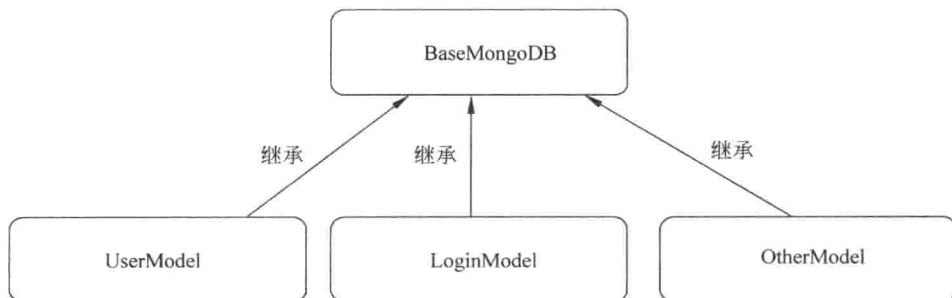 BaseMongoDB
继承
继承
继承
UserModel
LoginModel
OtherModel